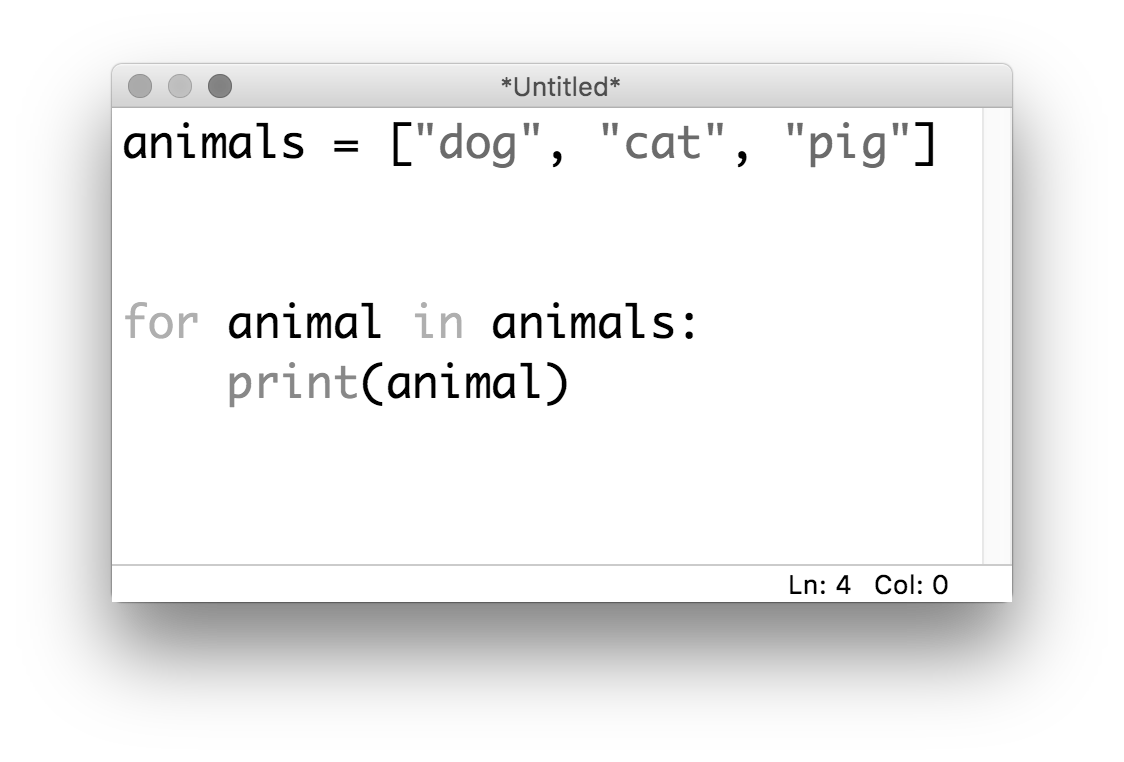 *Untitled*
animals = ["dog", "cat", "pig"]
for animal in animals:
    print(animal)
Ln: 4 Col: 0